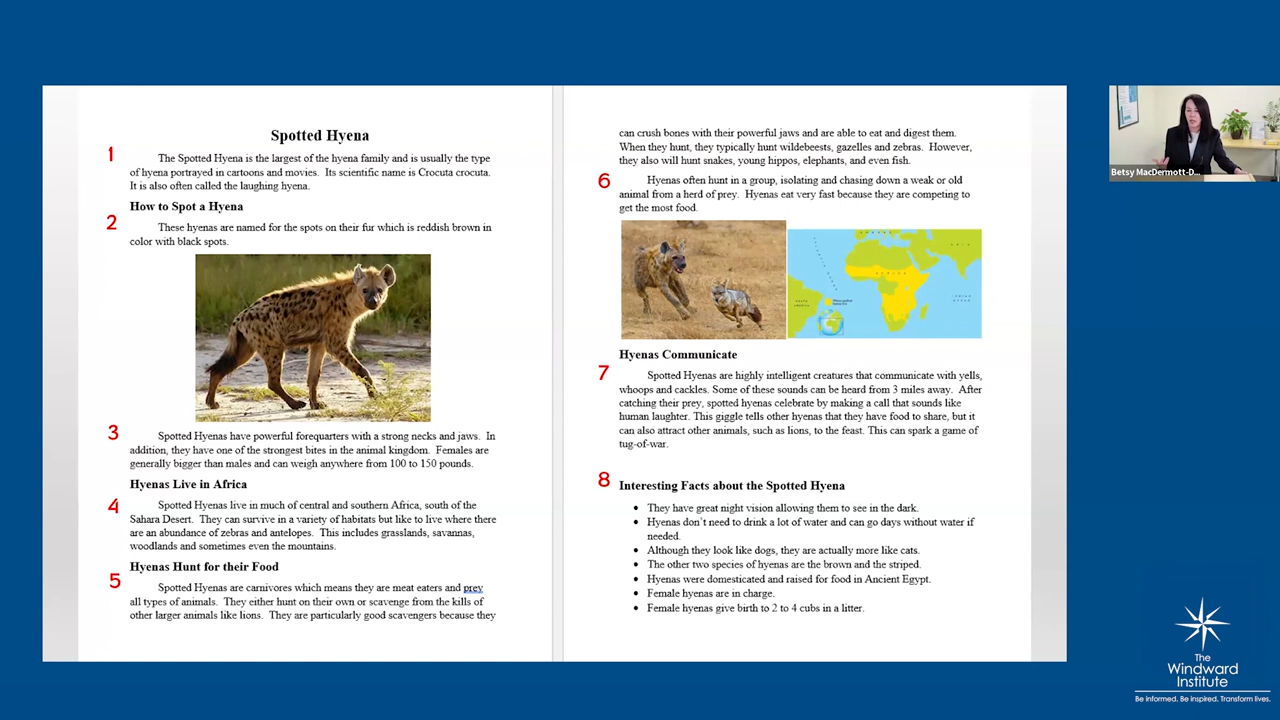 Spotted Hyena
1
The Spotted Hyena is the largest of the hyena family and is usually the type
of hyena portrayed in cartoons and movies. Its scientific name is Crocuta crocuta.
It is also often called the laughing hyena.
How to Spot a Hyena
2
These hyenas are named for the spots on their fur which is reddish brown in
color with black spots.
3
Spotted Hyenas have powerful forequarters with a strong necks and jaws. In
addition, they have one of the strongest bites in the animal kingdom. Females are
generally bigger than males and can weigh anywhere from 100 to 150 pounds.
Hyenas Live in Africa
4
Spotted Hyenas live in much of central and southern Africa, south of the
Sahara Desert. They can survive in a variety of habitats but like to live where there
are an abundance of zebras and antelopes. This includes grasslands, savannas,
woodlands and sometimes even the mountains.
Hyenas Hunt for their Food
5
Spotted Hyenas are carnivores which means they are meat eaters and prey
all types of animals. They either hunt on their own or scavenge from the kills of
other larger animals like lions. They are particularly good scavengers because they
can crush bones with their powerful jaws and are able to eat and digest them.
When they hunt, they typically hunt wildebeests, gazelles and zebras. However,
they also will hunt snakes, young hippos, elephants, and even fish.
6
Hyenas often hunt in a group, isolating and chasing down a weak or old
animal from a herd of prey. Hyenas eat very fast because they are competing to
get the most food.
AFRICA
Hyenas Communicate
7
Spotted Hyenas are highly intelligent creatures that communicate with yells,
whoops and cackles. Some of these sounds can be heard from 3 miles away. After
catching their prey, spotted hyenas celebrate by making a call that sounds like
human laughter. This giggle tells other hyenas that they have food to share, but it
can also attract other animals, such as lions, to the feast. This can spark a game of
tug-of-war.
8
Interesting Facts about the Spotted Hyena
• They have great night vision allowing them to see in the dark.
• Hyenas don't need to drink a lot of water and can go days without water if
needed.
• Although they look like dogs, they are actually more like cats.
• The other two species of hyenas are the brown and the striped.
• Hyenas were domesticated and raised for food in Ancient Egypt.
• Female hyenas are in charge.
• Female hyenas give birth to 2 to 4 cubs in a litter.
Betsy MacDermott-D...
The
Windward
Institute
Be informed. Be inspired. Transform lives.